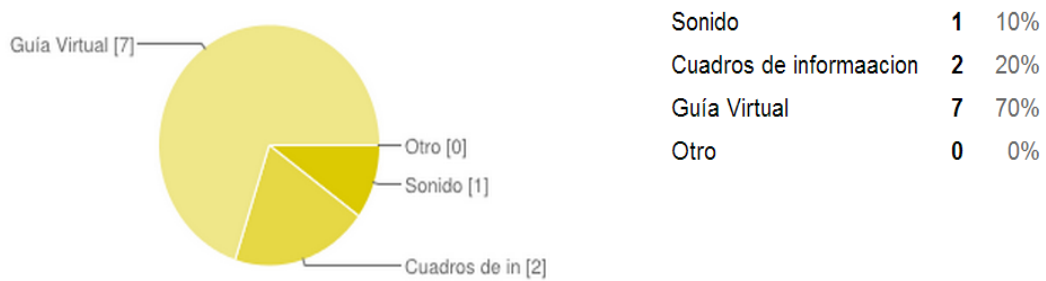 Guía Virtual [7]
Otro [0]
Sonido [1]
Cuadros de in [2]
Sonido 1 10%
Cuadros de informaacion 2 20%
Guía Virtual 7 70%
Otro 0 0%